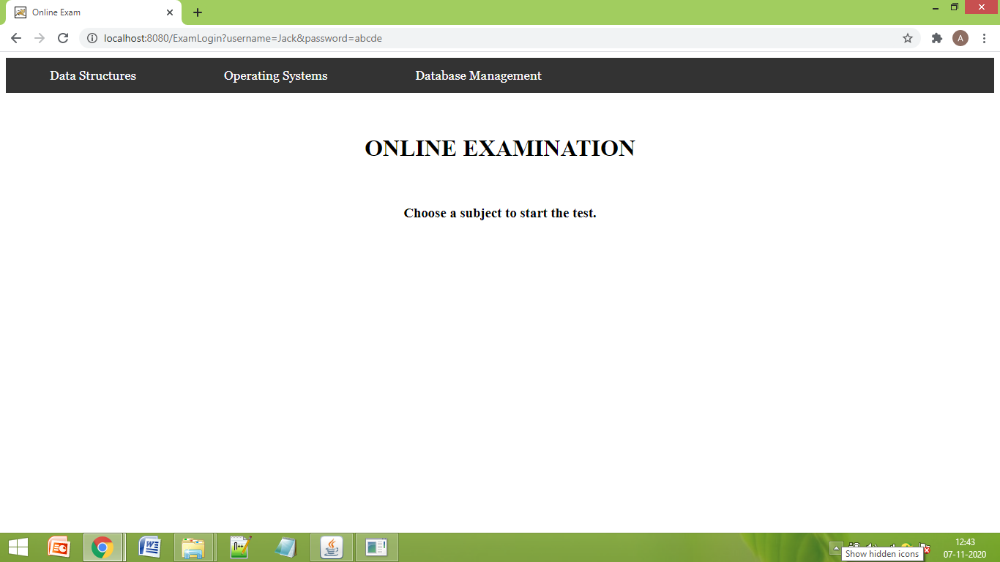 Online Exam
localhost:8080/ExamLogin?username=Jack&password=abcde
A
Data Structures
Operating Systems
Database Management
ONLINE EXAMINATION
Choose a subject to start the test.
12:43
Show hidden icons
07-11-2020